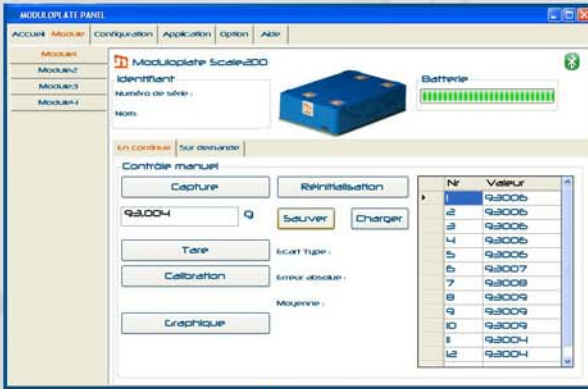 MODULOPLATE PANEL
Accueil Module Configuration Application Option Aide
Module1
Module2
Module3
Module4
Moduloplate Scale200
Identifiant
Numéro de série :
Nom:
Batterie
En continue Sur demande
Contrôle manuel
Capture Réinitialisation
93,004 g Sauver Charger
Tare Ecart Type :
Calibration Erreur absolue :
Moyenne :
Graphique
Nr Valeur
1 93006
2 93006
3 93006
4 93006
5 93006
6 93007
7 93008
8 93009
9 93009
10 93009
11 93004
12 93004